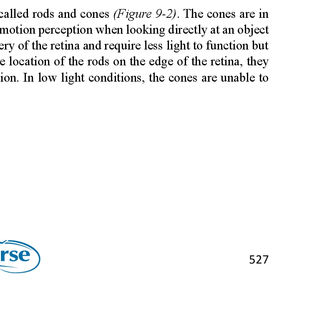 called rods and cones (Figure 9-2). The cones are in
motion perception when looking directly at an object
ery of the retina and require less light to function but
e location of the rods on the edge of the retina, they
ion. In low light conditions, the cones are unable to
rse
527